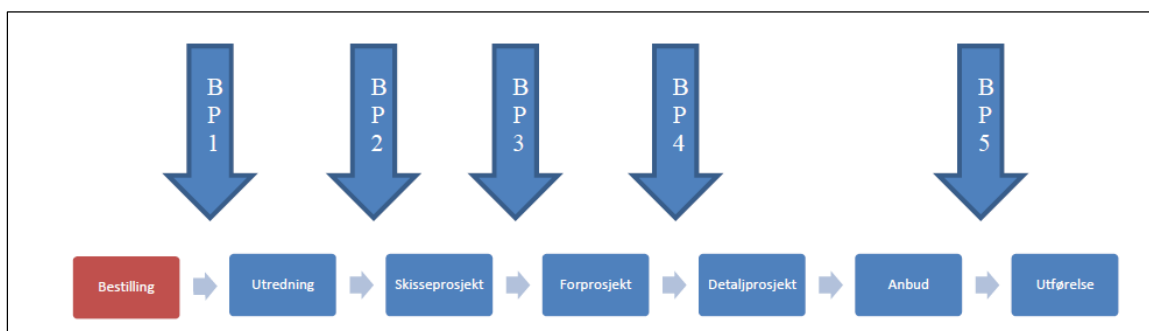 B
P
1
B
P
2
B
P
3
B
P
4
B
P
5
Bestilling
Utredning
Skisseprosjekt
Forprosjekt
Detaljprosjekt
Anbud
Utførelse